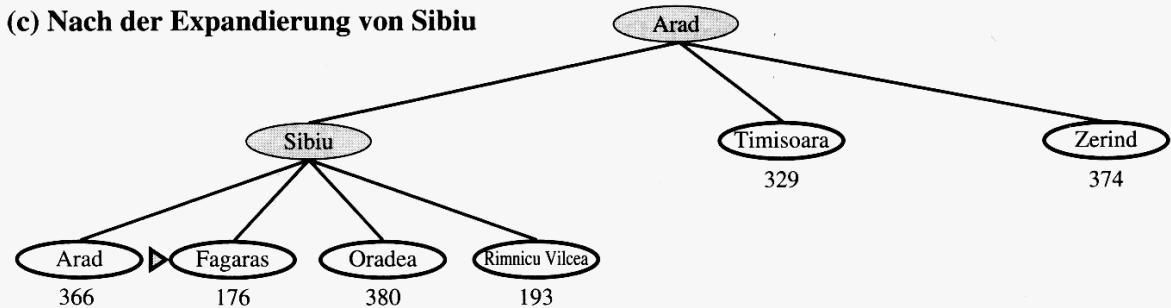 (c) Nach der Expandierung von Sibiu
Arad
Sibiu
Timisoara
Zerind
329
374
Arad
Fagaras
Oradea
Rimnicu Vilcea
366
176
380
193